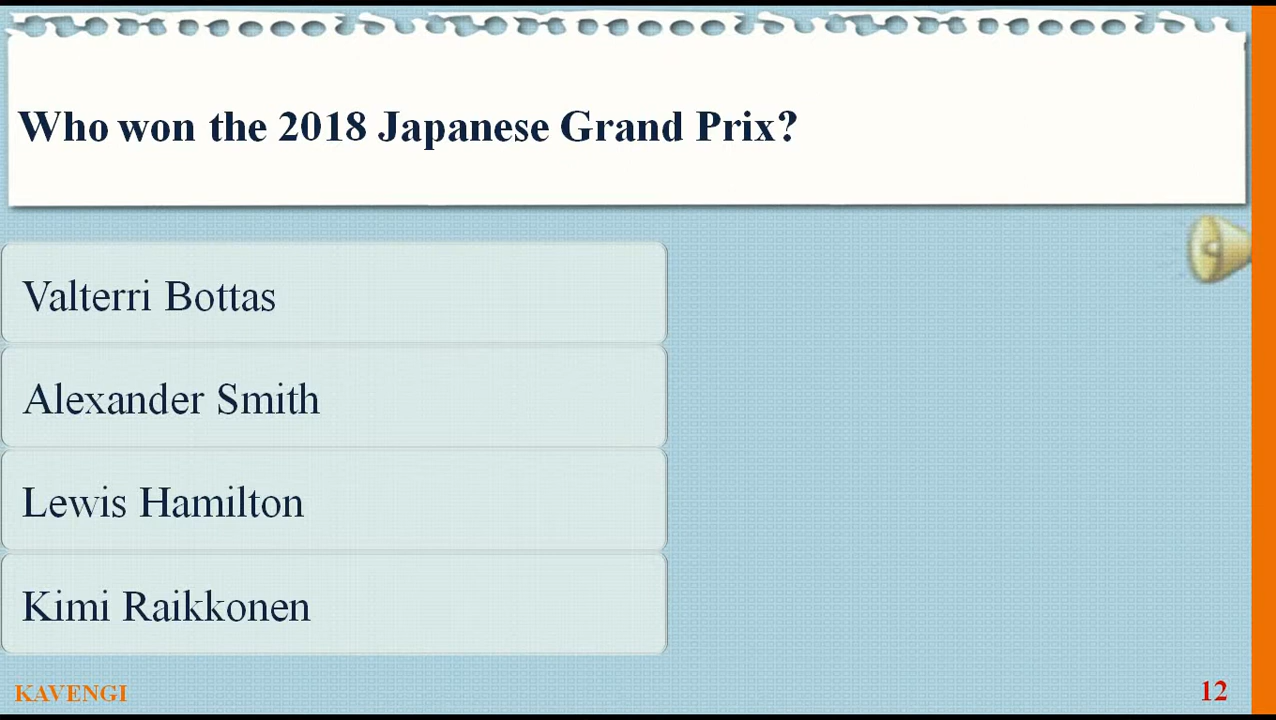 Who won the 2018 Japanese Grand Prix?
Valterri Bottas
Alexander Smith
Lewis Hamilton
Kimi Raikkonen
KAVENGI
12